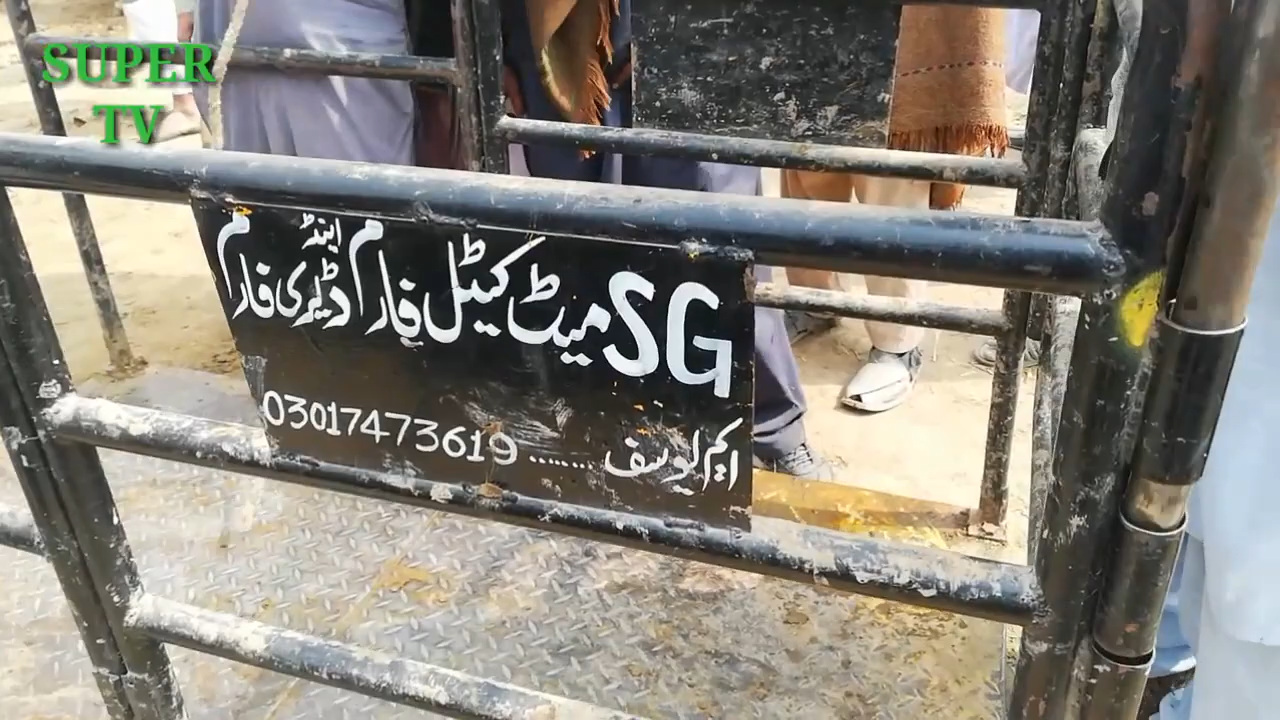 SUPER
TV
SG میٹ کیٹل فارم اینڈ ڈیری فارم
ایم یوسف ....... 03017473619